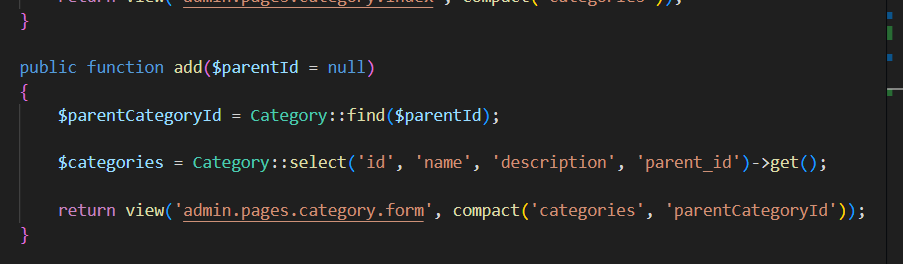 return view('admin.pages.category.index', compact('categories'));
}
public function add($parentId = null)
{
$parentCategoryId = Category::find($parentId);
$categories = Category::select('id', 'name', 'description', 'parent_id')->get();
return view('admin.pages.category.form', compact('categories', 'parentCategoryId'));
}